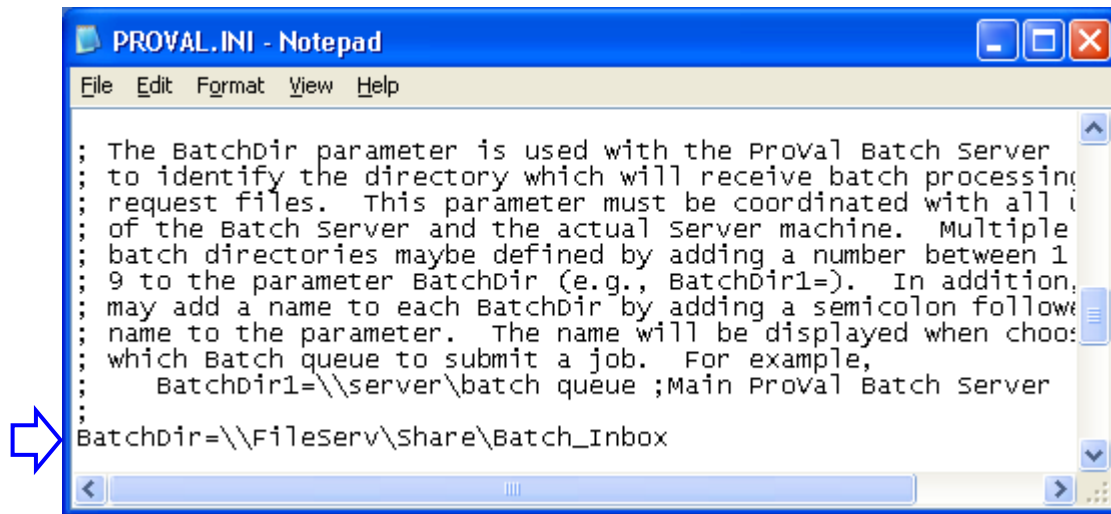 PROVAL.INI - Notepad
File Edit Format View Help
; The BatchDir parameter is used with the ProVal Batch Server
; to identify the directory which will receive batch processing
; request files.  This parameter must be coordinated with all
; of the Batch Server and the actual Server machine.  Multiple
; batch directories maybe defined by adding a number between 1
; 9 to the parameter BatchDir (e.g., BatchDir1=).  In addition,
; may add a name to each BatchDir by adding a semicolon followe
; name to the parameter.  The name will be displayed when choos
; which Batch queue to submit a job.  For example,
;    BatchDir1=\\server\batch queue ;Main ProVal Batch Server
;
BatchDir=\\FileServ\Share\Batch_Inbox